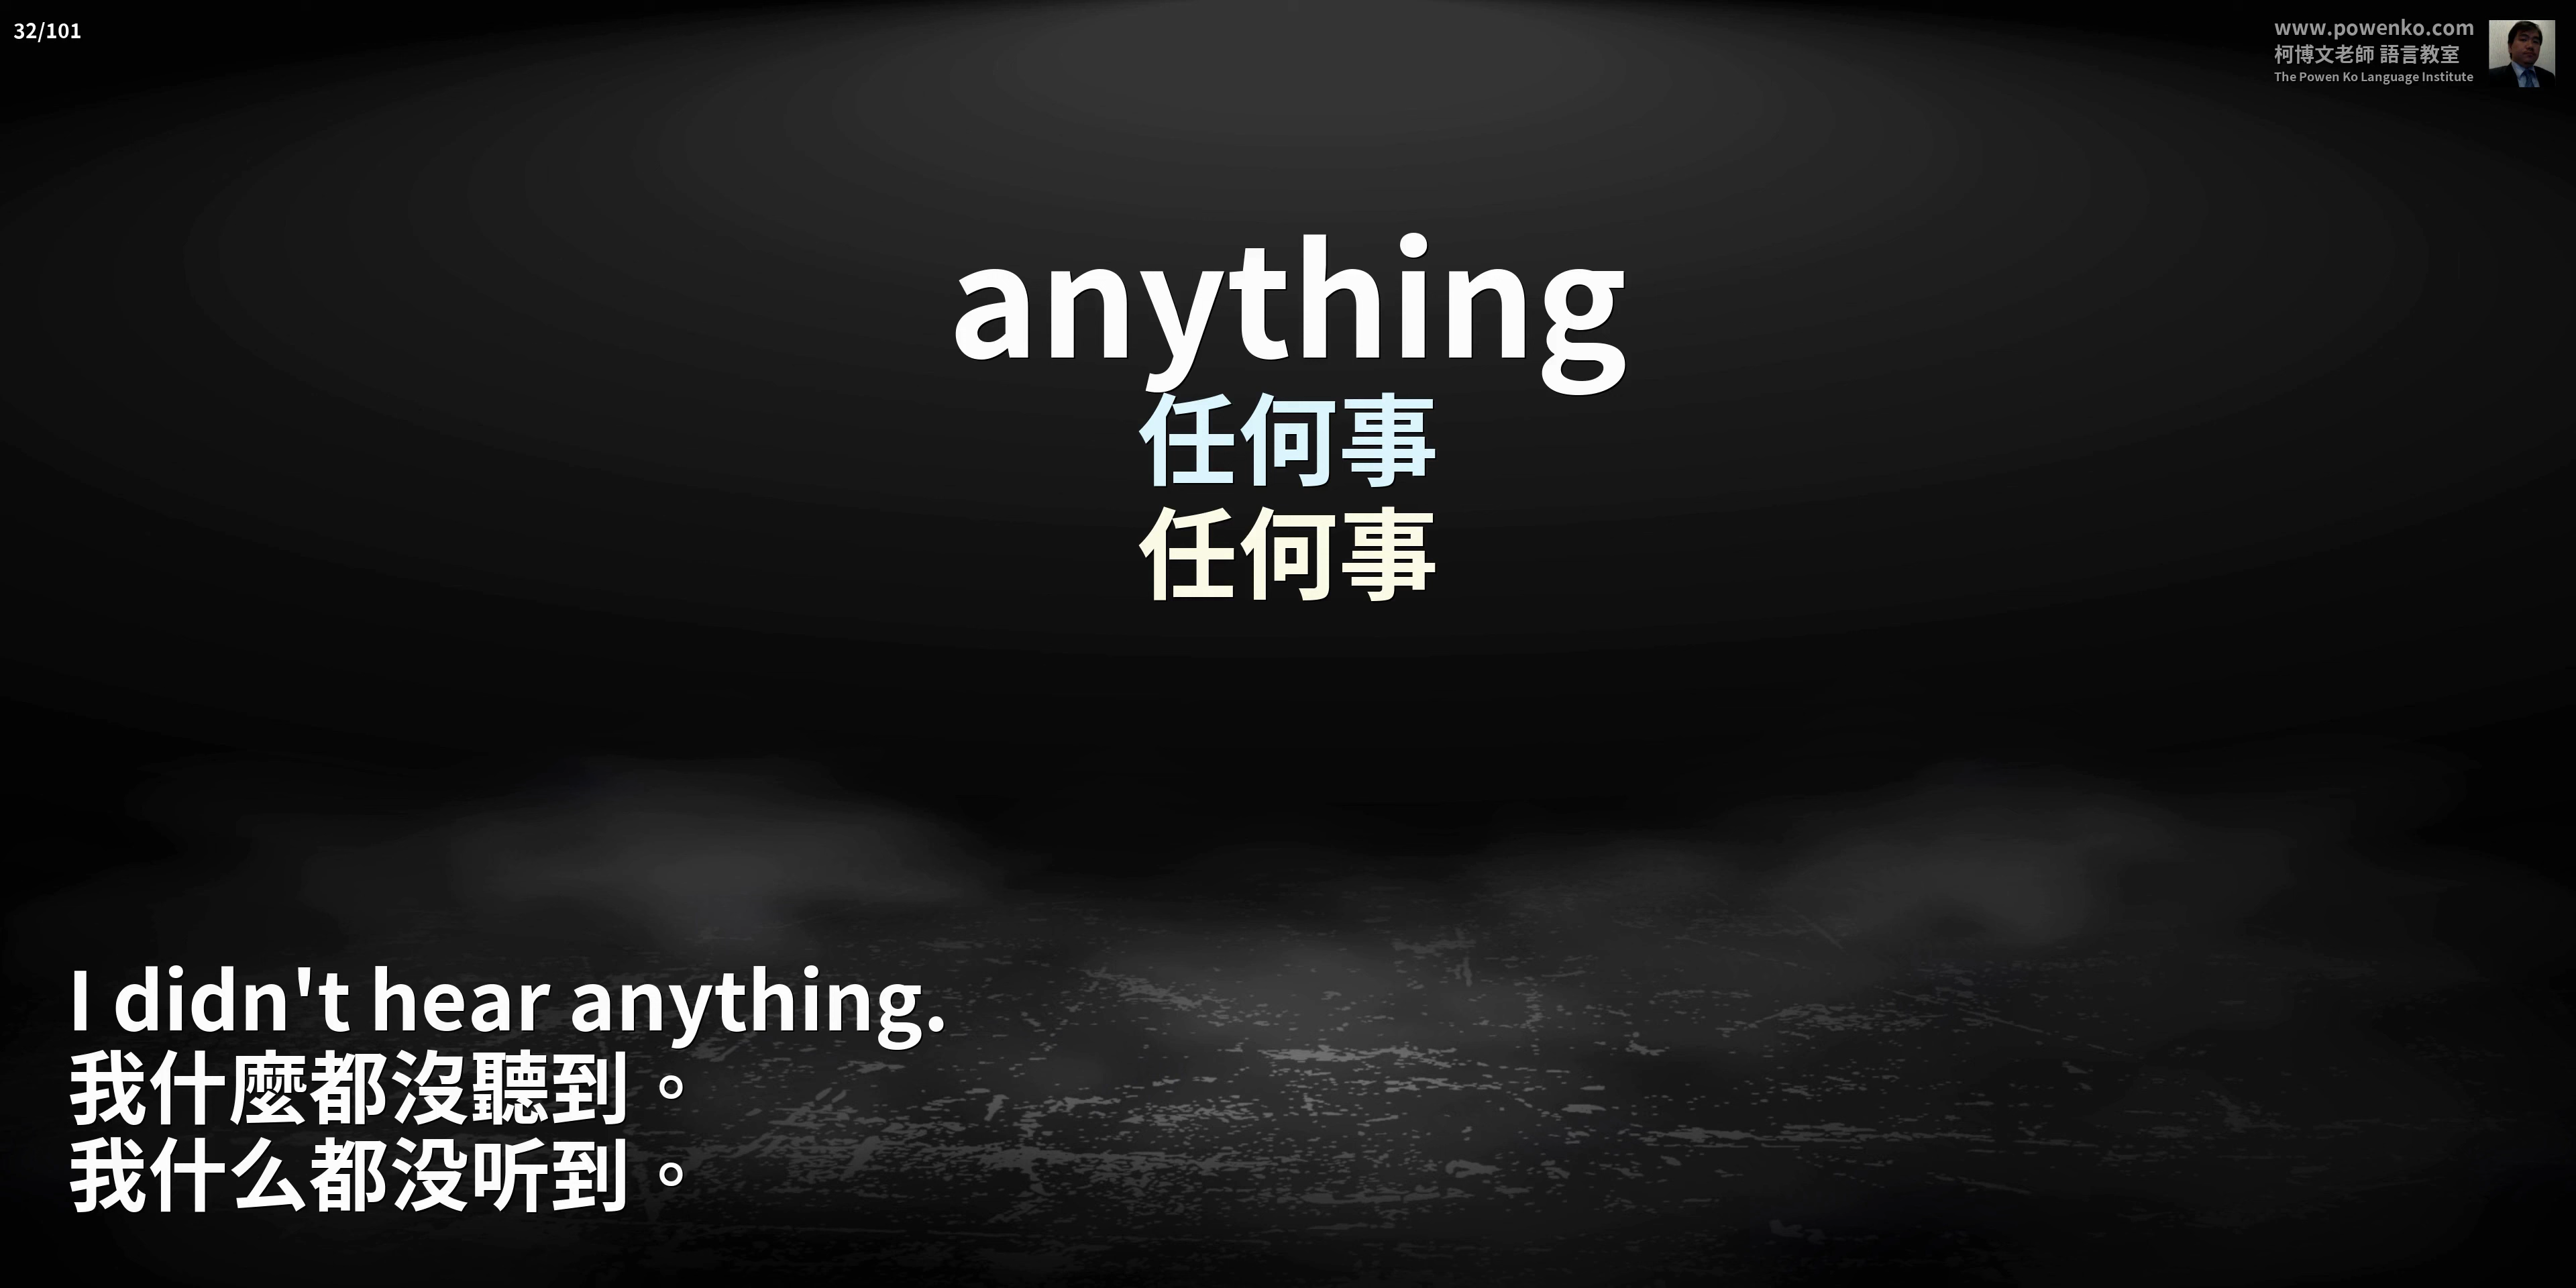 32/101
www.powenko.com
柯博文老師 語言教室
The Powen Ko Language Institute
anything
任何事
任何事
I didn't hear anything.
我什麼都沒聽到。
我什么都没听到。